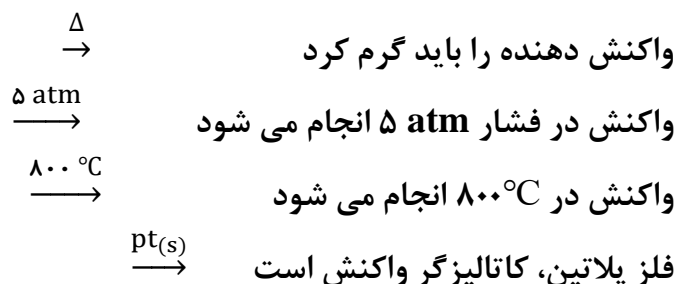 واکنش دهنده را باید گرم کرد Δ →
واکنش در فشار ۵ atm انجام می شود ۵ atm →
واکنش در ۸۰۰°C انجام می شود ۸۰۰ °C →
فلز پلاتین، کاتالیزگر واکنش است pt(s) →